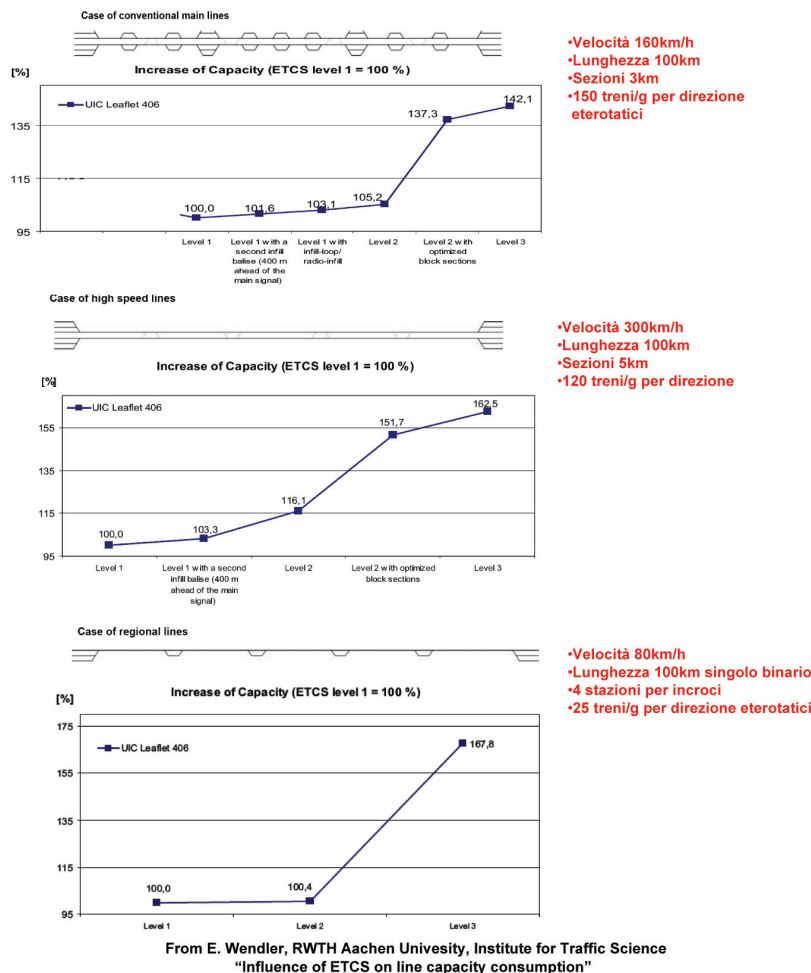 Case of conventional main lines
[%]
Increase of Capacity (ETCS level 1 = 100 %)
UIC Leaflet 406
135
115
95
100,0
101,6
103,1
105,2
137,3
142,1
Level 1
Level 1 with a second infill balise (400 m ahead of the main signal)
Level 1 with infill-loop/ radio-infill
Level 2
Level 2 with optimized block sections
Level 3
•Velocità 160km/h
•Lunghezza 100km
•Sezioni 3km
•150 treni/g per direzione
eterotatici
Case of high speed lines
Increase of Capacity (ETCS level 1 = 100 %)
[%]
UIC Leaflet 406
155
135
115
95
100,0
103,3
116,1
151,7
162,5
Level 1
Level 1 with a second infill balise (400 m ahead of the main signal)
Level 2
Level 2 with optimized block sections
Level 3
•Velocità 300km/h
•Lunghezza 100km
•Sezioni 5km
•120 treni/g per direzione
Case of regional lines
[%]
Increase of Capacity (ETCS level 1 = 100 %)
UIC Leaflet 406
175
155
135
115
95
100,0
100,4
167,8
Level 1
Level 2
Level 3
•Velocità 80km/h
•Lunghezza 100km singolo binario
•4 stazioni per incroci
•25 treni/g per direzione eterotatici
From E. Wendler, RWTH Aachen Univesity, Institute for Traffic Science
“Influence of ETCS on line capacity consumption”